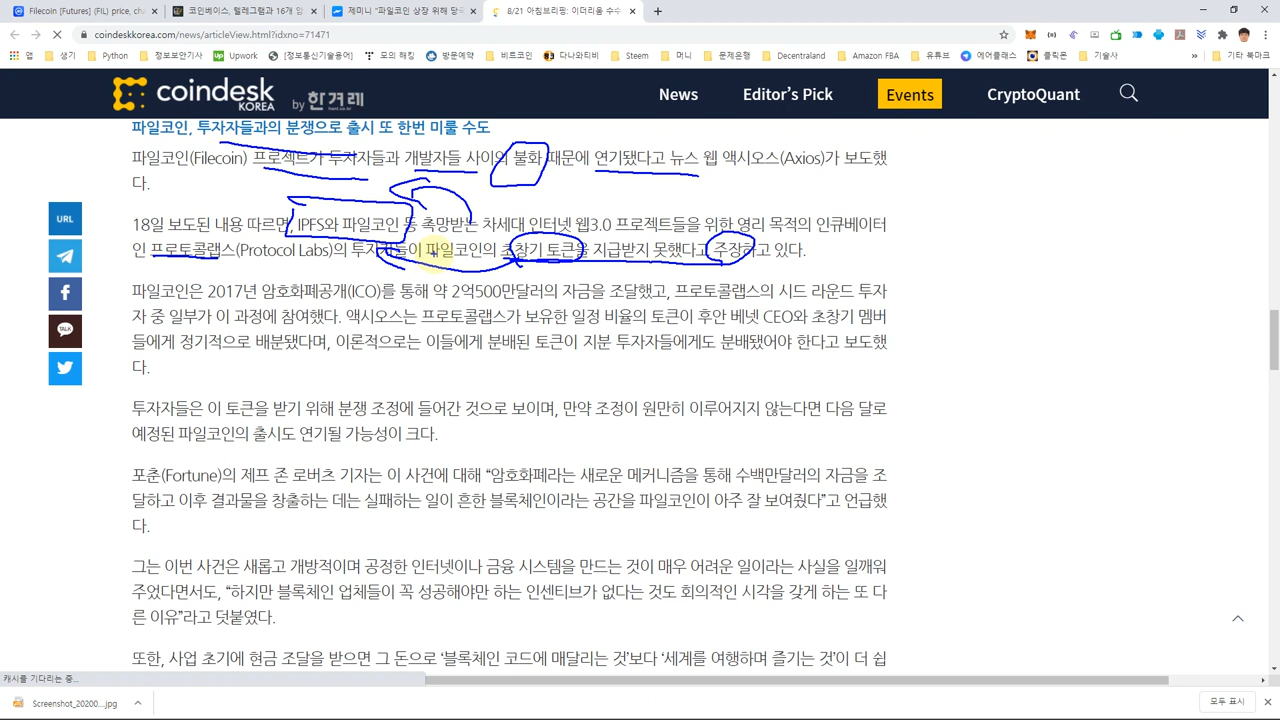 Filecoin [Futures] (FIL) price, cha
코인베이스, 텔레그램과 16개 인
제미니 "파일코인 상장 위해
8/21 아침브리핑: 이더리움 수수
coindeskkorea.com/news/articleView.html?idxno=71471
앱 생기 Python 정보보안기사 Upwork [정보통신기술용어] 모의 해킹 방문예약 비트코인 다나와티비 Steem 머니 문제은행 Decentraland Amazon FBA 유튜브 에어클래스 클릭몬 기술사 » 기타 북마크
coindesk KOREA by 한겨레
News Editor's Pick Events CryptoQuant
파일코인, 투자자들과의 분쟁으로 출시 또 한번 미룰 수도
파일코인(Filecoin) 프로젝트가 투자자들과 개발자들 사이의 불화 때문에 연기됐다고 뉴스 웹 액시오스(Axios)가 보도했
다.
18일 보도된 내용 따르면, IPFS와 파일코인 등 촉망받는 차세대 인터넷 웹3.0 프로젝트들을 위한 영리 목적의 인큐베이터
인 프로토콜랩스(Protocol Labs)의 투자자들이 파일코인의 초창기 토큰을 지급받지 못했다고 주장하고 있다.
파일코인은 2017년 암호화폐공개(ICO)를 통해 약 2억500만달러의 자금을 조달했고, 프로토콜랩스의 시드 라운드 투자
자 중 일부가 이 과정에 참여했다. 액시오스는 프로토콜랩스가 보유한 일정 비율의 토큰이 후안 베넷 CEO와 초창기 멤버
들에게 정기적으로 배분됐다며, 이론적으로는 이들에게 분배된 토큰이 지분 투자자들에게도 분배됐어야 한다고 보도했
다.
투자자들은 이 토큰을 받기 위해 분쟁 조정에 들어간 것으로 보이며, 만약 조정이 원만히 이루어지지 않는다면 다음 달로
예정된 파일코인의 출시도 연기될 가능성이 크다.
포춘(Fortune)의 제프 존 로버츠 기자는 이 사건에 대해 “암호화폐라는 새로운 메커니즘을 통해 수백만달러의 자금을 조
달하고 이후 결과물을 창출하는 데는 실패하는 일이 흔한 블록체인이라는 공간을 파일코인이 아주 잘 보여줬다”고 언급했
다.
그는 이번 사건은 새롭고 개방적이며 공정한 인터넷이나 금융 시스템을 만드는 것이 매우 어려운 일이라는 사실을 일깨워
주었다면서도, “하지만 블록체인 업체들이 꼭 성공해야만 하는 인센티브가 없다는 것도 회의적인 시각을 갖게 하는 또 다
른 이유”라고 덧붙였다.
또한, 사업 초기에 현금 조달을 받으면 그 돈으로 ‘블록체인 코드에 매달리는 것’보다 ‘세계를 여행하며 즐기는 것’이 더 쉽
URL
TALK
캐시를 기다리는 중...
Screenshot_20200....jpg
모두 표시